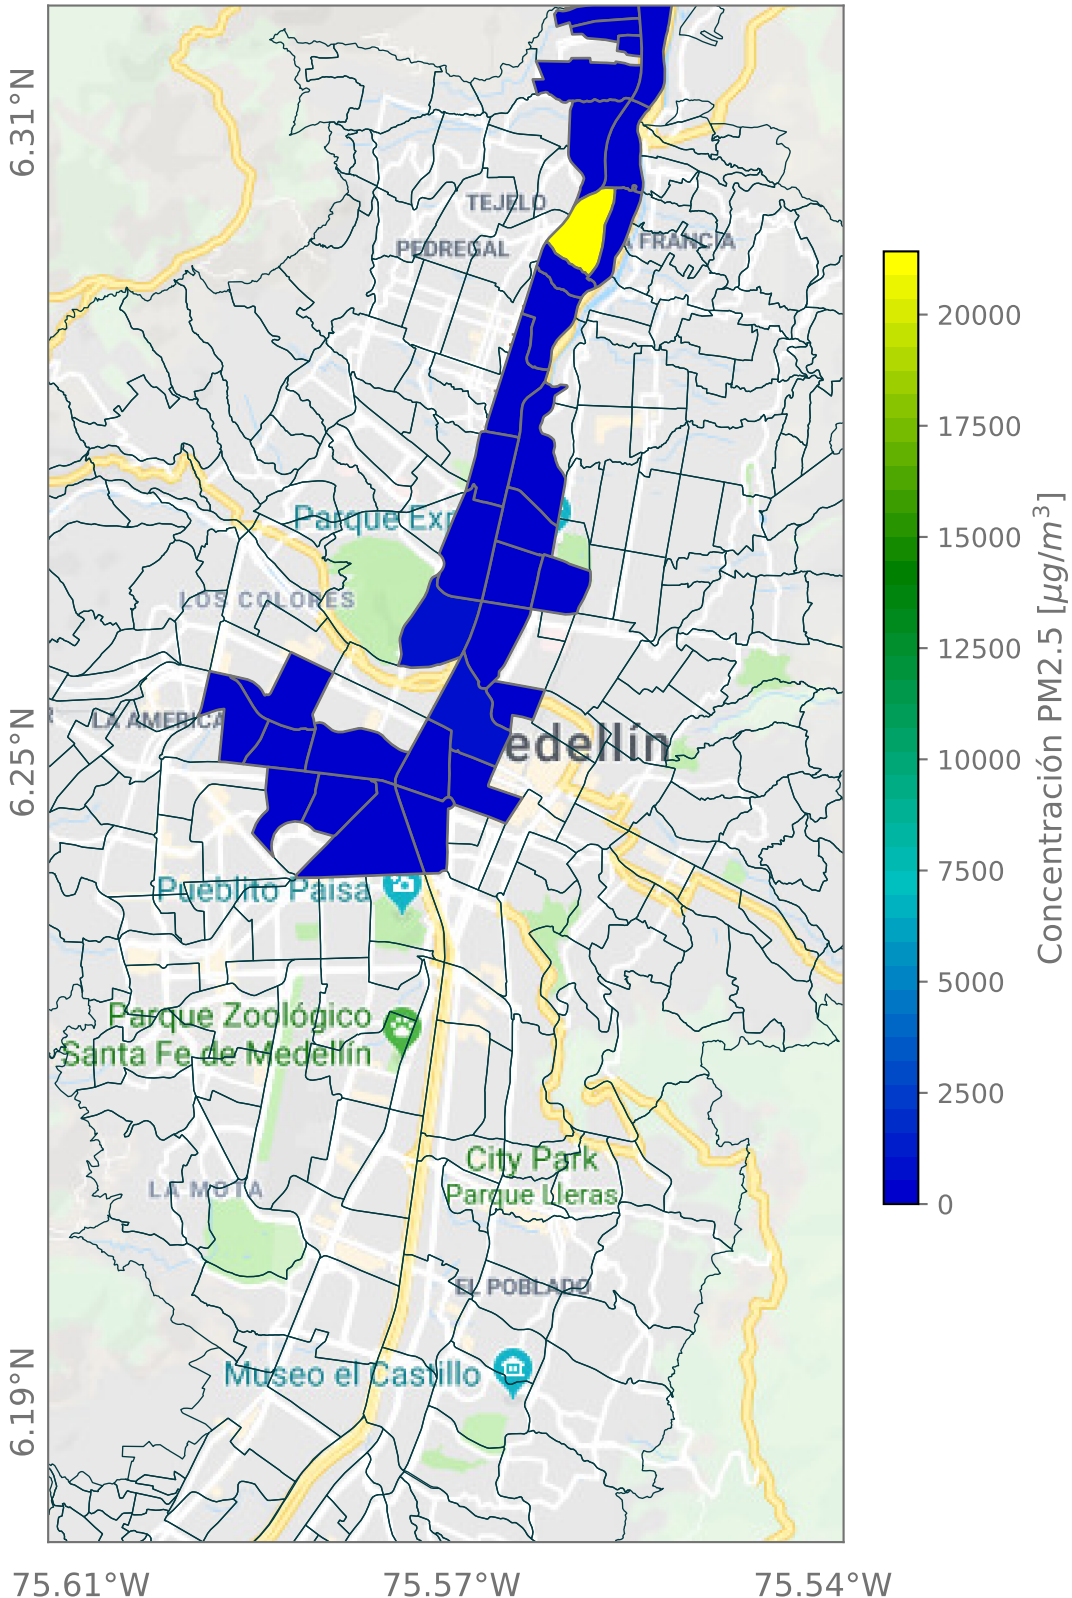 6.31°N
TEJELO
PEDREGAL
A FRANCIA
20000
17500
Parque Exp
15000
LOS COLORES
12500
LA AMERICA
6.25°N
edellín
10000
Concentración PM2.5 [μg/m³]
7500
Pueblito Paisa
5000
Parque Zoológico
Santa Fe de Medellín
2500
City Park
Parque Lleras
LA MOTA
0
EL POBLADO
Museo el Castillo
6.19°N
75.61°W
75.57°W
75.54°W